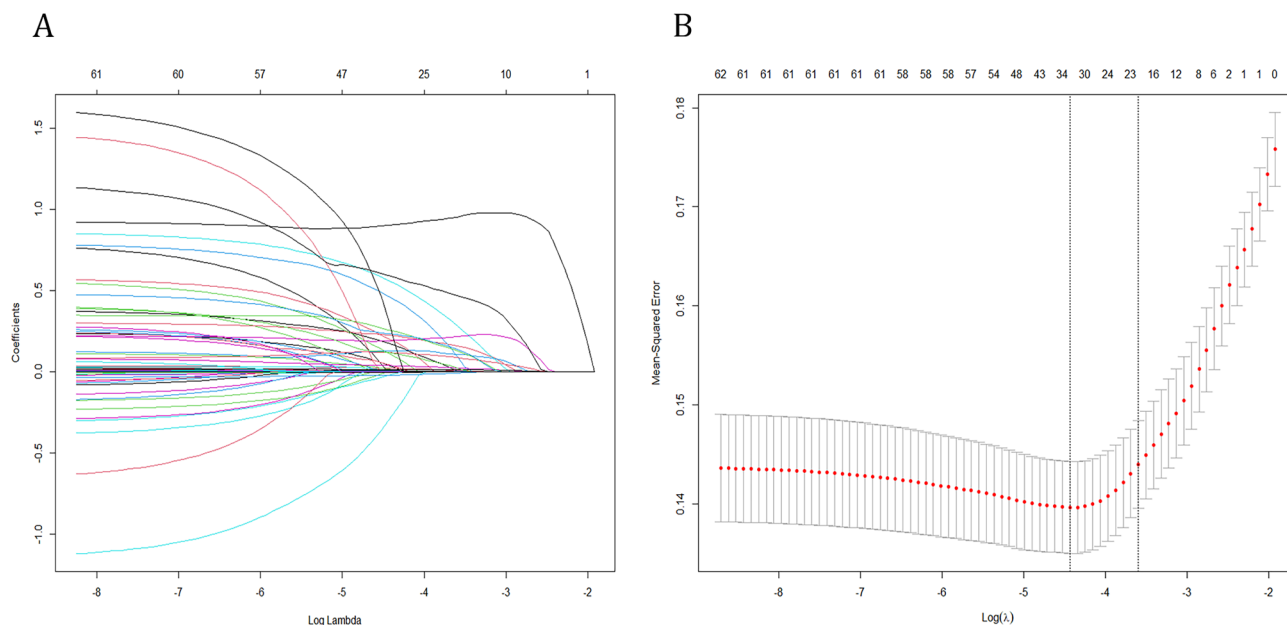 A
B
61 60 57 47 25 10 1
62 61 61 61 61 61 61 61 58 58 57 54 48 43 34 30 24 23 16 12 8 6 2 1 1 0
1.5
1.0
0.5
0.0
-0.5
-1.0
Coefficients
-8 -7 -6 -5 -4 -3 -2
Log Lambda
0.18
0.17
0.16
0.15
0.14
Mean-Squared Error
-8 -7 -6 -5 -4 -3 -2
Log(λ)